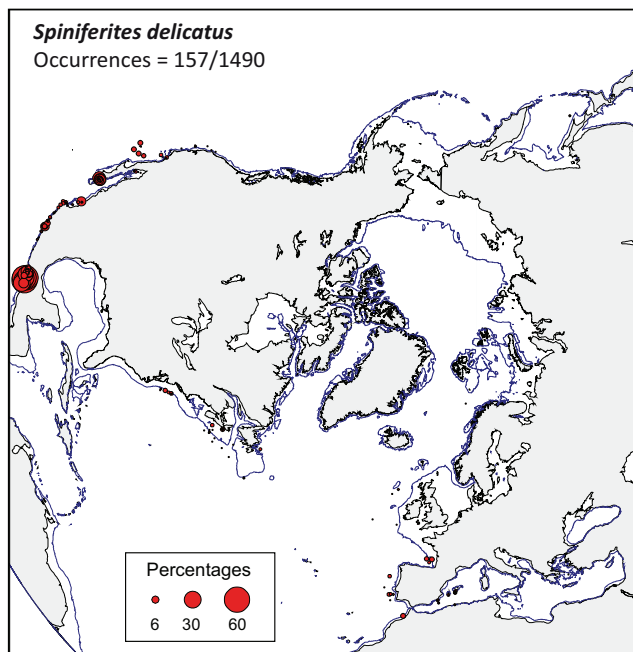 Spiniferites delicatus
Occurrences = 157/1490
Percentages
6 30 60